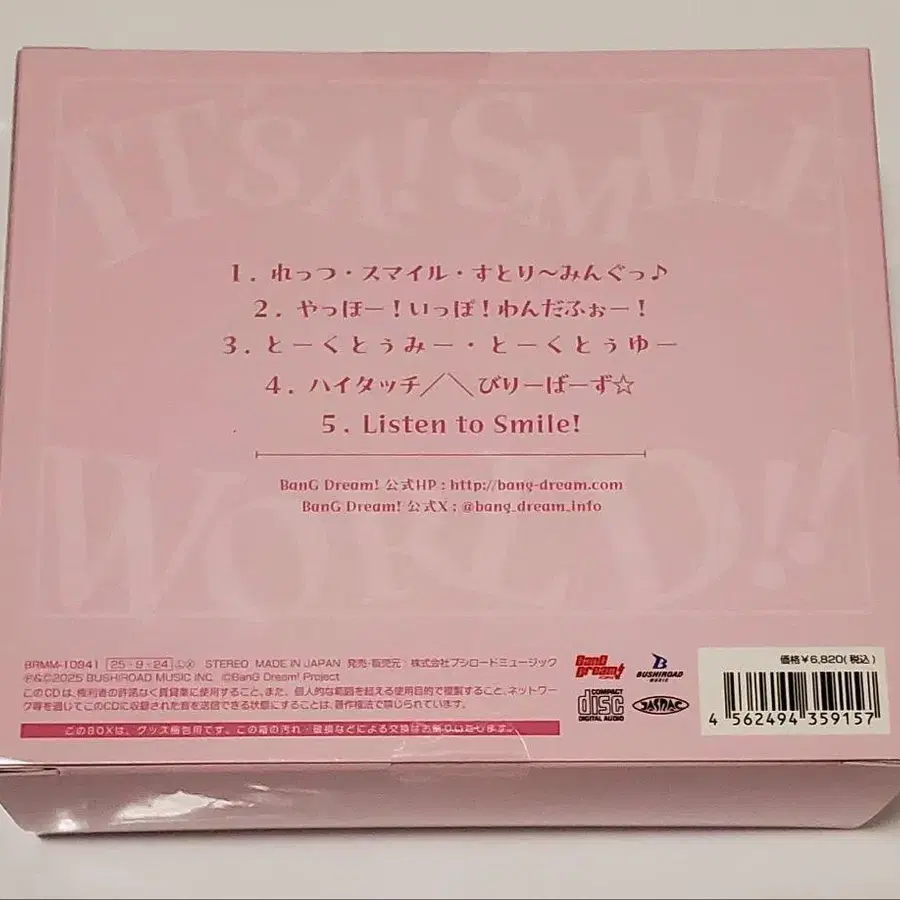 IT'S A! SMILE
1. れっつ・スマイル・すとり～みんぐっ♪
2. やっほー！いっぽ！わんだふぉー！
3. とーくとぅみー・とーくとぅゆー
4. ハイタッチ／＼びりーばーず☆
5. Listen to Smile!
BanG Dream! 公式HP : http://bang-dream.com
BanG Dream! 公式X : @bang_dream_info
WORLD!!
BRMM-10941 25・9・24 STEREO MADE IN JAPAN 発売・販売元：株式会社ブシロードミュージック
℗&©2025 BUSHIROAD MUSIC INC. ©BanG Dream! Project
このCDは、権利者の許諾なく賃貸業に使用すること、また、個人的な範囲を超える使用目的で複製すること、ネットワー
ク等を通じてこのCDに収録された音を送信できる状態にすることは、著作権法で禁じられています。
このBOXは、グッズ梱包用です。この箱の汚れ・破損などによる交換はお断りいたします。
BanG Dream!
BUSHIROAD MUSIC
COMPACT disc DIGITAL AUDIO
JASRAC
価格￥6,820(税込)
4 562494 359157